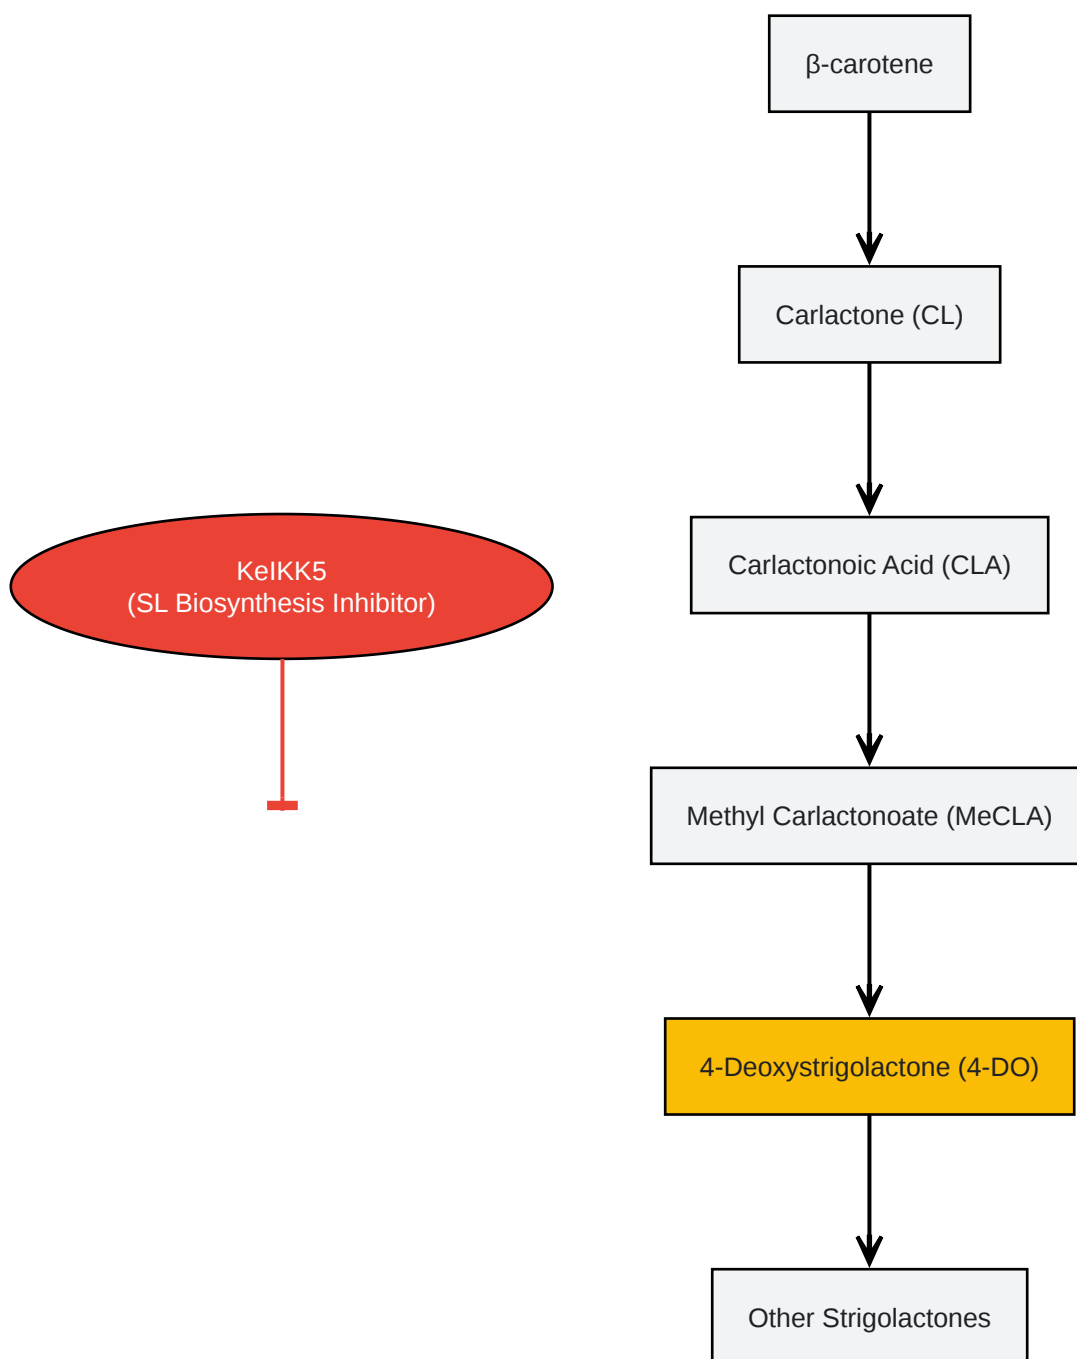 β-carotene
Carlactone (CL)
Carlactonoic Acid (CLA)
KeIKK5
(SL Biosynthesis Inhibitor)
Methyl Carlactonoate (MeCLA)
4-Deoxystrigolactone (4-DO)
Other Strigolactones